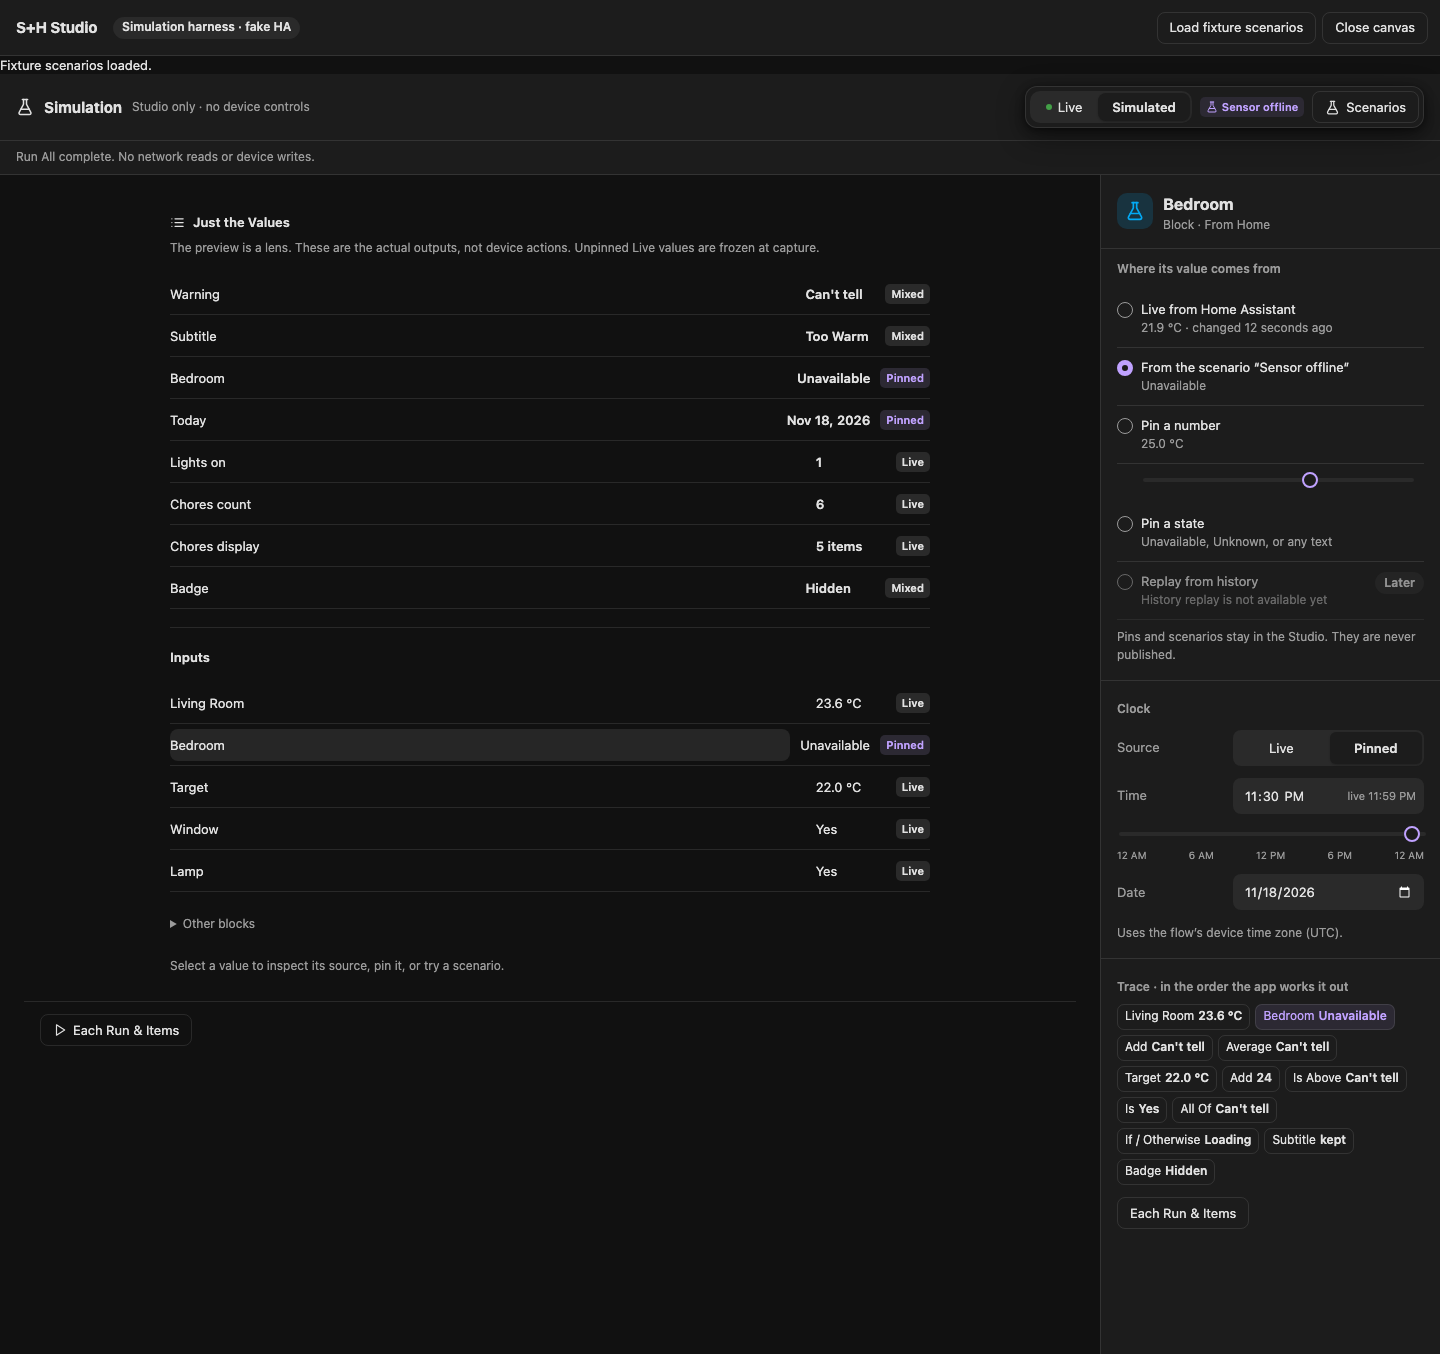 S+H Studio
Simulation harness · fake HA
Load fixture scenarios
Close canvas
Fixture scenarios loaded.
Simulation
Studio only · no device controls
Live
Simulated
Sensor offline
Scenarios
Run All complete. No network reads or device writes.
Just the Values
The preview is a lens. These are the actual outputs, not device actions. Unpinned Live values are frozen at capture.
Warning Can't tell Mixed
Subtitle Too Warm Mixed
Bedroom Unavailable Pinned
Today Nov 18, 2026 Pinned
Lights on 1 Live
Chores count 6 Live
Chores display 5 items Live
Badge Hidden Mixed
Inputs
Living Room 23.6 °C Live
Bedroom Unavailable Pinned
Target 22.0 °C Live
Window Yes Live
Lamp Yes Live
Other blocks
Select a value to inspect its source, pin it, or try a scenario.
Each Run & Items
Bedroom
Block · From Home
Where its value comes from
Live from Home Assistant
21.9 °C · changed 12 seconds ago
From the scenario “Sensor offline”
Unavailable
Pin a number
25.0 °C
Pin a state
Unavailable, Unknown, or any text
Replay from history Later
History replay is not available yet
Pins and scenarios stay in the Studio. They are never
published.
Clock
Source Live Pinned
Time 11:30 PM live 11:59 PM
12 AM 6 AM 12 PM 6 PM 12 AM
Date 11/18/2026
Uses the flow’s device time zone (UTC).
Trace · in the order the app works it out
Living Room 23.6 °C Bedroom Unavailable
Add Can't tell Average Can't tell
Target 22.0 °C Add 24 Is Above Can't tell
Is Yes All Of Can't tell
If / Otherwise Loading Subtitle kept
Badge Hidden
Each Run & Items